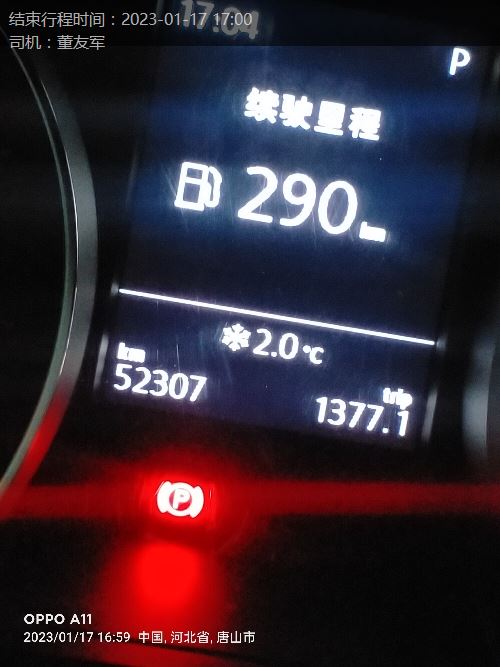 结束行程时间：2023-01-17 17:00
司机：董友军
17:04
P
续驶里程
290 km
2.0 °C
km
52307
trip
1377.1
(P)
OPPO A11
2023/01/17 16:59 中国, 河北省, 唐山市